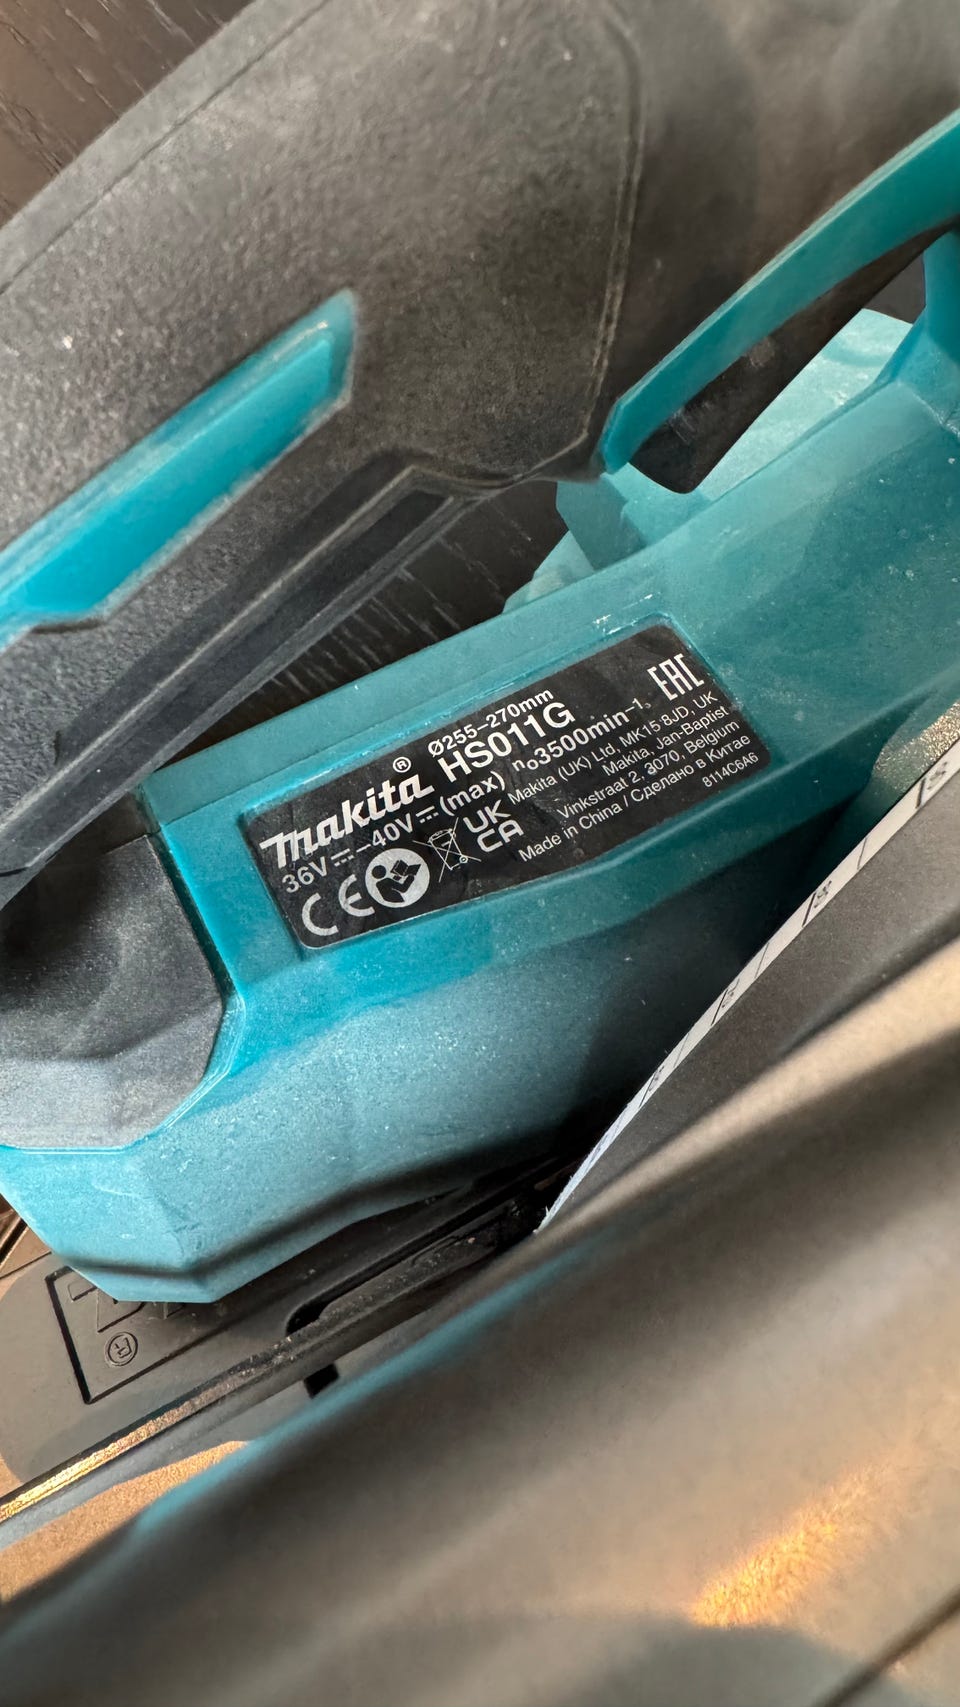 Makita®
Ø255-270mm
HS011G
36V⎓-40V⎓(max) n₀3500min⁻¹
EAC
CE
UK
CA
Makita (UK) Ltd, MK15 8JD, UK
Makita, Jan-Baptist
Vinkstraat 2, 3070, Belgium
Made in China / Сделано в Китае
8114C6A6
®